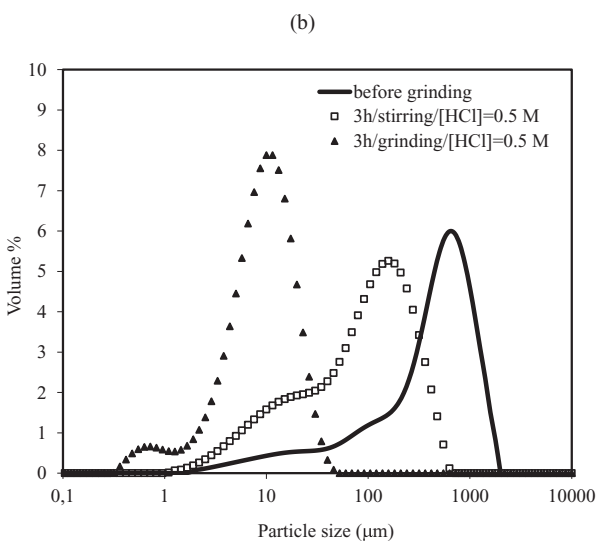 (b)
10
9
8
7
6
5
4
3
2
1
0
Volume %
before grinding
3h/stirring/[HCl]=0.5 M
3h/grinding/[HCl]=0.5 M
0,1 1 10 100 1000 10000
Particle size (μm)